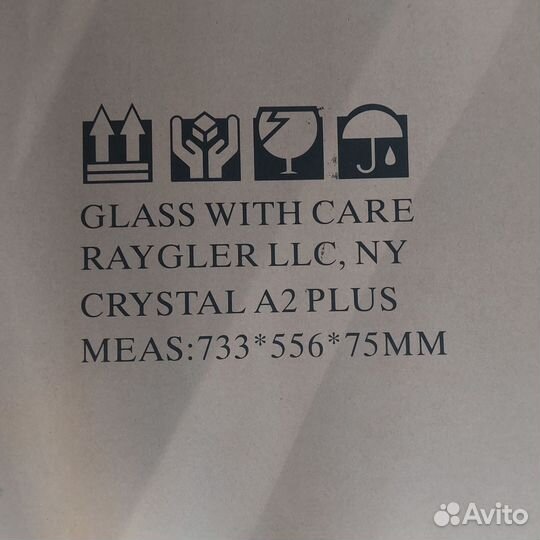 GLASS WITH CARE
RAYGLER LLC, NY
CRYSTAL A2 PLUS
MEAS:733*556*75MM
Avito